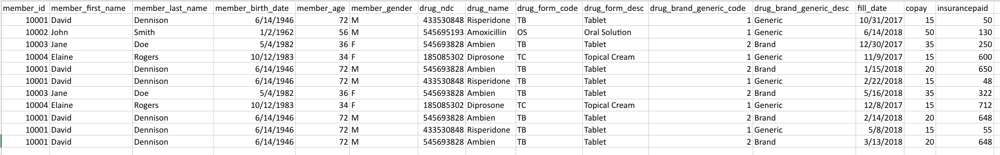 member_id member_first_name member_last_name member_birth_date member_age member_gender drug_ndc drug_name drug_form_code drug_form_desc drug_brand_generic_code drug_brand_generic_desc fill_date copay insurancepaid
10001 David Dennison 6/14/1946 72 M 433530848 Risperidone TB Tablet 1 Generic 10/31/2017 15 50
10002 John Smith 1/2/1962 56 M 545695193 Amoxicillin OS Oral Solution 1 Generic 6/14/2018 50 130
10003 Jane Doe 5/4/1982 36 F 545693828 Ambien TB Tablet 2 Brand 12/30/2017 35 250
10004 Elaine Rogers 10/12/1983 34 F 185085302 Diprosone TC Topical Cream 1 Generic 11/9/2017 15 600
10001 David Dennison 6/14/1946 72 M 545693828 Ambien TB Tablet 2 Brand 1/15/2018 20 650
10001 David Dennison 6/14/1946 72 M 433530848 Risperidone TB Tablet 1 Generic 2/22/2018 15 48
10003 Jane Doe 5/4/1982 36 F 545693828 Ambien TB Tablet 2 Brand 5/16/2018 35 322
10004 Elaine Rogers 10/12/1983 34 F 185085302 Diprosone TC Topical Cream 1 Generic 12/8/2017 15 712
10001 David Dennison 6/14/1946 72 M 545693828 Ambien TB Tablet 2 Brand 2/14/2018 20 648
10001 David Dennison 6/14/1946 72 M 433530848 Risperidone TB Tablet 1 Generic 5/8/2018 15 55
10001 David Dennison 6/14/1946 72 M 545693828 Ambien TB Tablet 2 Brand 3/13/2018 20 648